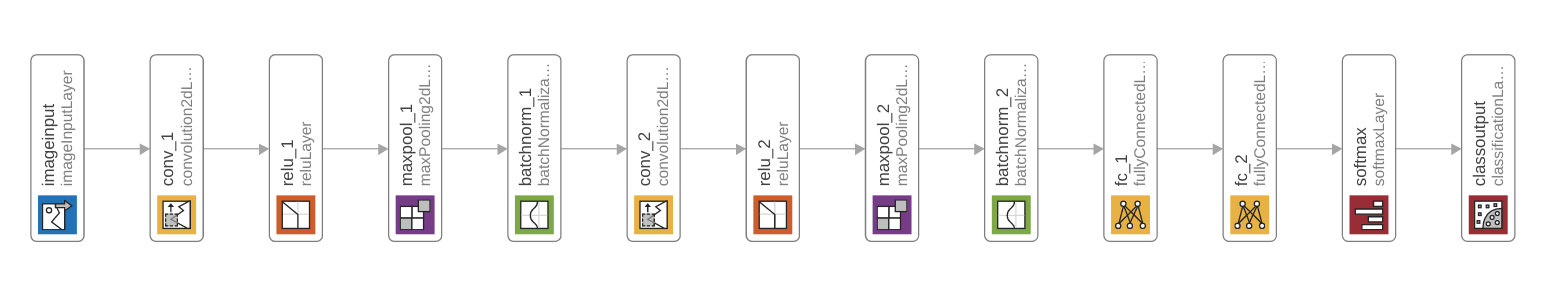 imageinput
imageInputLayer
conv_1
convolution2dL...
relu_1
reluLayer
maxpool_1
maxPooling2dL...
batchnorm_1
batchNormaliza...
conv_2
convolution2dL...
relu_2
reluLayer
maxpool_2
maxPooling2dL...
batchnorm_2
batchNormaliza...
fc_1
fullyConnectedL...
fc_2
fullyConnectedL...
softmax
softmaxLayer
classoutput
classificationLa...